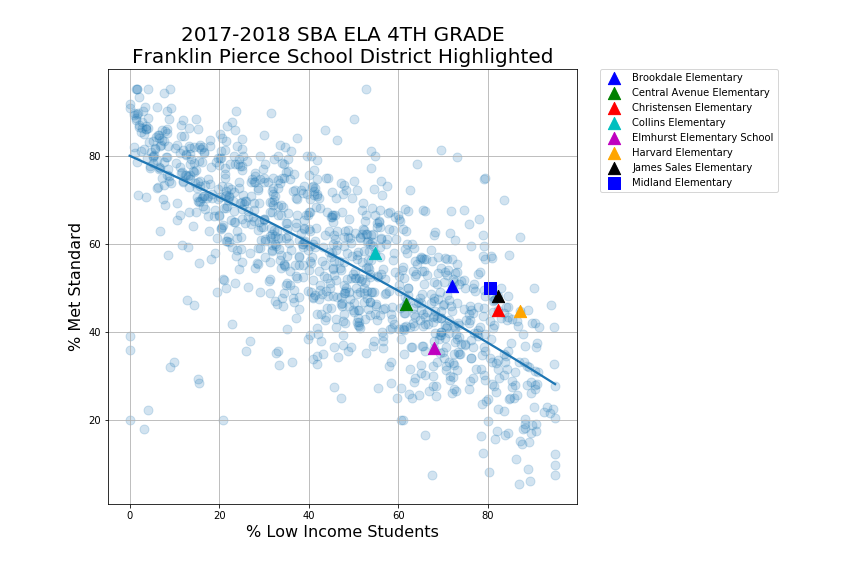 2017-2018 SBA ELA 4TH GRADE
Franklin Pierce School District Highlighted
% Met Standard
80
60
40
20
0
20
40
60
80
% Low Income Students
Brookdale Elementary
Central Avenue Elementary
Christensen Elementary
Collins Elementary
Elmhurst Elementary School
Harvard Elementary
James Sales Elementary
Midland Elementary